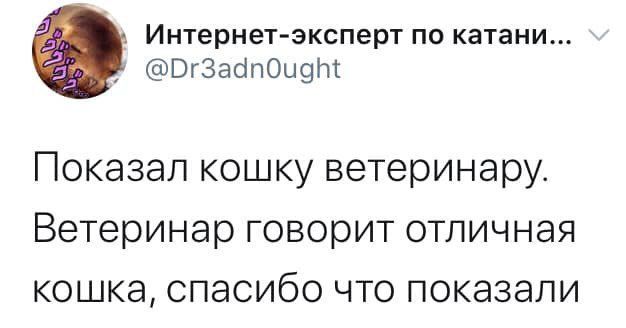 Интернет-эксперт по катани...
@Dr3adn0ught
Показал кошку ветеринару.
Ветеринар говорит отличная
кошка, спасибо что показали